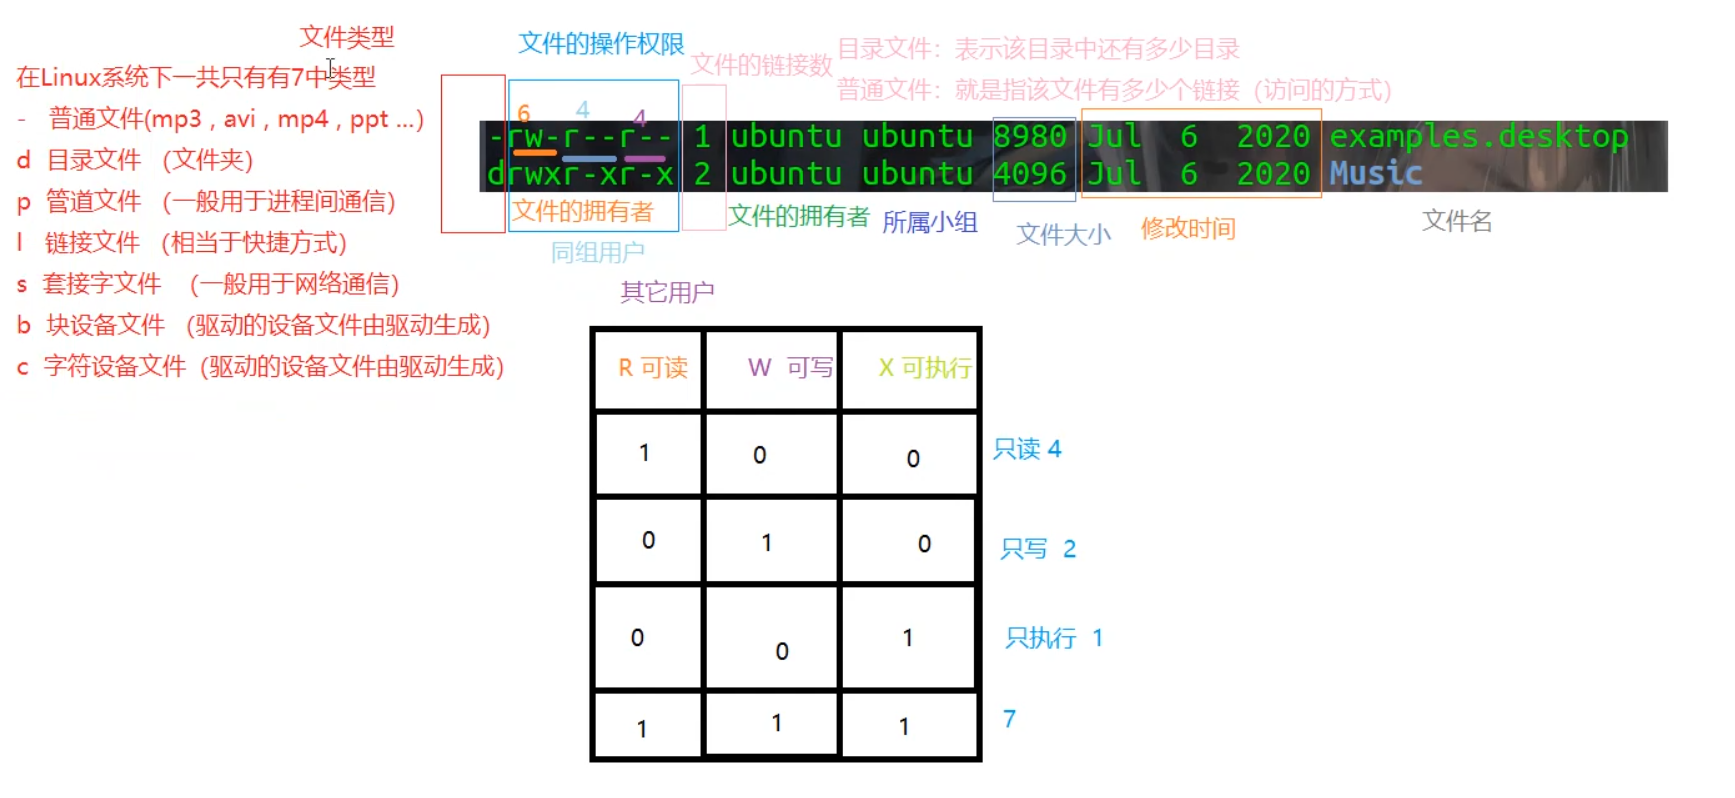 文件类型
在Linux系统下一共只有有7中类型
- 普通文件(mp3 , avi , mp4 , ppt ...)
d 目录文件 （文件夹）
p 管道文件 （一般用于进程间通信）
l 链接文件 （相当于快捷方式）
s 套接字文件 （一般用于网络通信）
b 块设备文件 （驱动的设备文件由驱动生成）
c 字符设备文件（驱动的设备文件由驱动生成）
文件的操作权限
文件的链接数
目录文件：表示该目录中还有多少目录
普通文件：就是指该文件有多少个链接（访问的方式）
6 4 4
-rw-r--r-- 1 ubuntu ubuntu 8980 Jul 6 2020 examples.desktop
drwxr-xr-x 2 ubuntu ubuntu 4096 Jul 6 2020 Music
文件的拥有者
同组用户
其它用户
文件的拥有者
所属小组
文件大小
修改时间
文件名
R 可读 W 可写 X 可执行
1 0 0 只读 4
0 1 0 只写 2
0 0 1 只执行 1
1 1 1 7